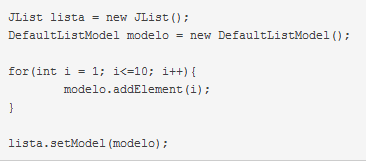 JList lista = new JList();
DefaultListModel modelo = new DefaultListModel();
for(int i = 1; i<=10; i++){
modelo.addElement(i);
}
lista.setModel(modelo);